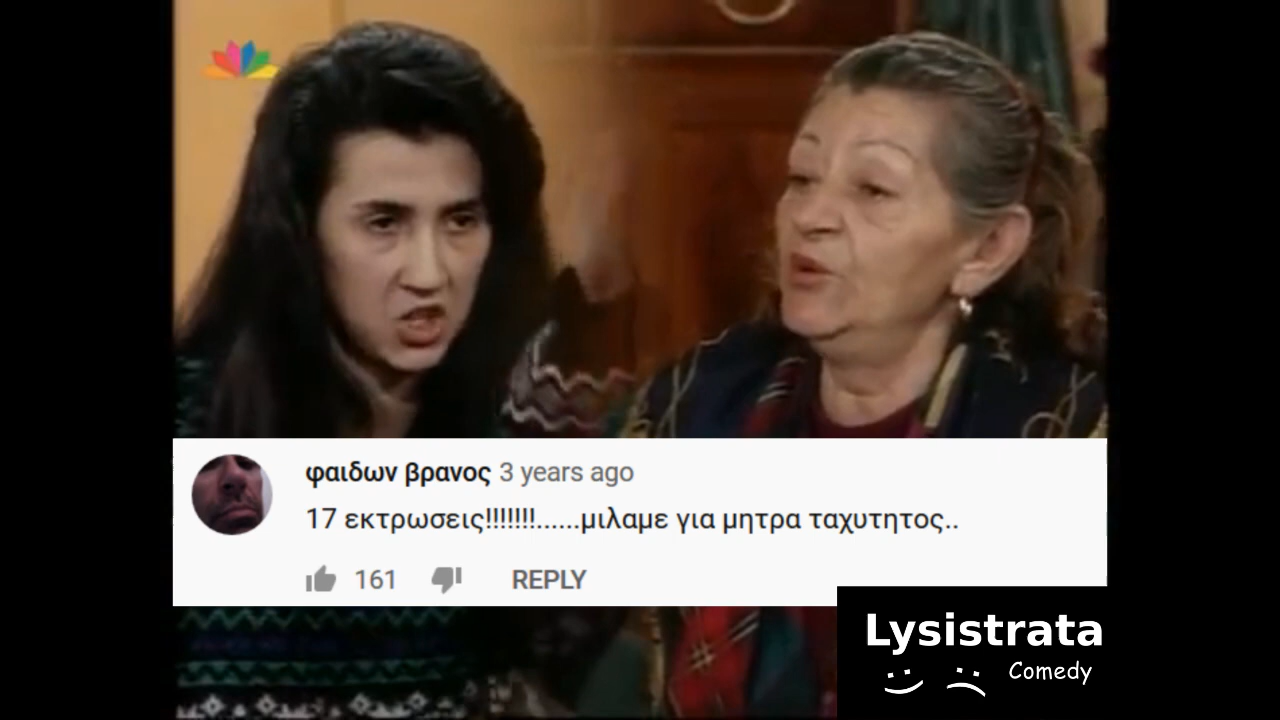 φαιδων βρανος 3 years ago
17 εκτρωσεις!!!!!!!......μιλαμε για μητρα ταχυτητος..
161 REPLY
Lysistrata
Comedy